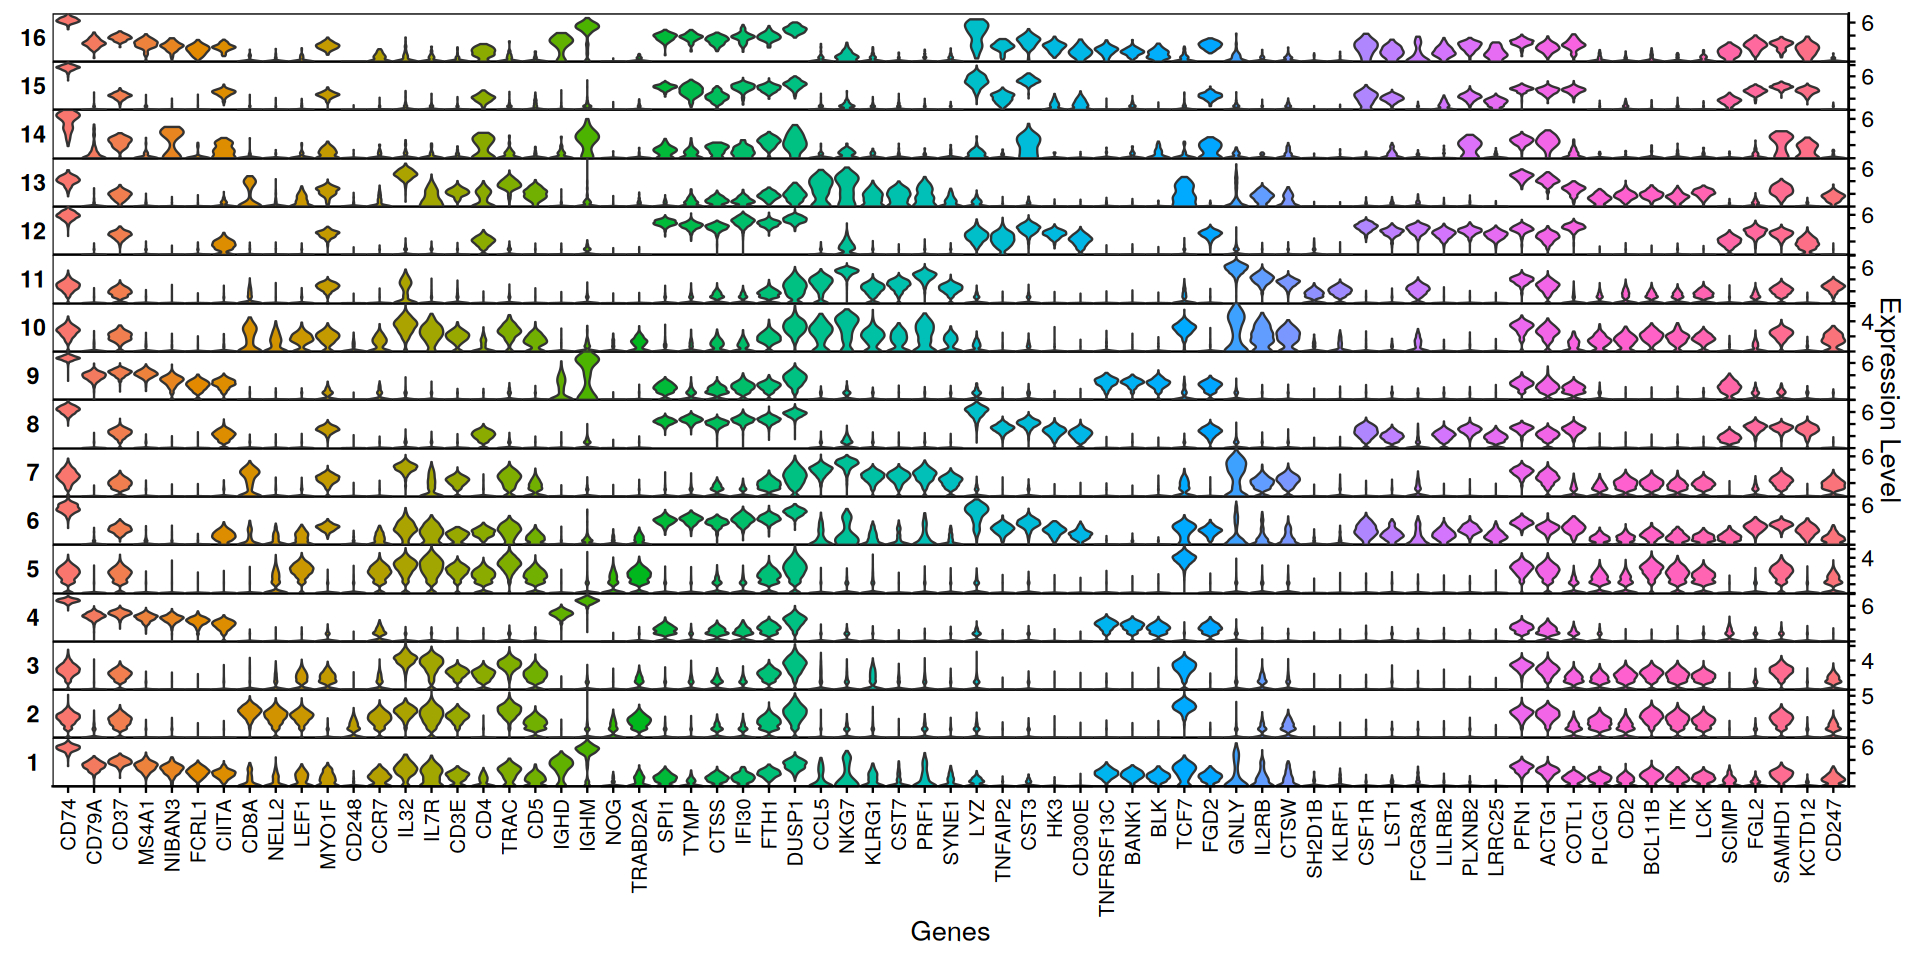 16 6
15 6
14 6
13 6
12 6
11 6
10 4
9 6
8 6
7 6
6 6
5 4
4 6
3 4
2 5
1 6
Expression Level
CD74
CD79A
CD37
MS4A1
NIBAN3
FCRL1
CIITA
CD8A
NELL2
LEF1
MYO1F
CD248
CCR7
IL32
IL7R
CD3E
CD4
TRAC
CD5
IGHD
IGHM
NOG
TRABD2A
SPI1
TYMP
CTSS
IFI30
FTH1
DUSP1
CCL5
NKG7
KLRG1
CST7
PRF1
SYNE1
LYZ
TNFAIP2
CST3
HK3
CD300E
TNFRSF13C
BANK1
BLK
TCF7
FGD2
GNLY
IL2RB
CTSW
SH2D1B
KLRF1
CSF1R
LST1
FCGR3A
LILRB2
PLXNB2
LRRC25
PFN1
ACTG1
COTL1
PLCG1
CD2
BCL11B
ITK
LCK
SCIMP
FGL2
SAMHD1
KCTD12
CD247
Genes